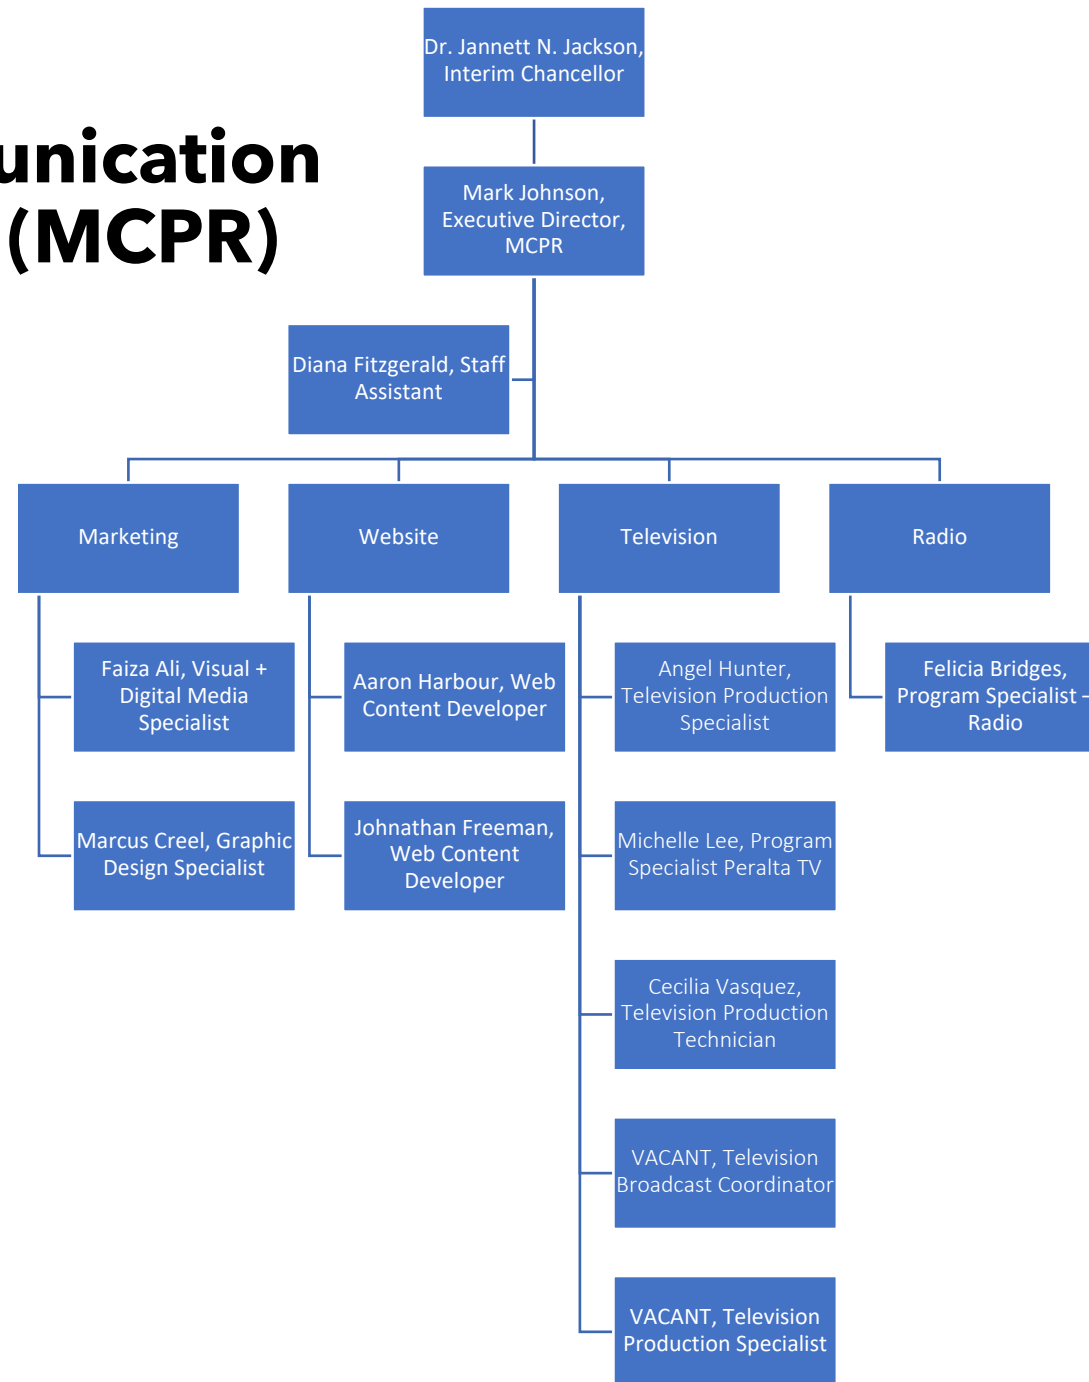 Dr. Jannett N. Jackson,
Interim Chancellor
unication
(MCPR)
Mark Johnson,
Executive Director,
MCPR
Diana Fitzgerald, Staff
Assistant
Marketing
Website
Television
Radio
Faiza Ali, Visual +
Digital Media
Specialist
Aaron Harbour, Web
Content Developer
Angel Hunter,
Television Production
Specialist
Felicia Bridges,
Program Specialist -
Radio
Marcus Creel, Graphic
Design Specialist
Johnathan Freeman,
Web Content
Developer
Michelle Lee, Program
Specialist Peralta TV
Cecilia Vasquez,
Television Production
Technician
VACANT, Television
Broadcast Coordinator
VACANT, Television
Production Specialist